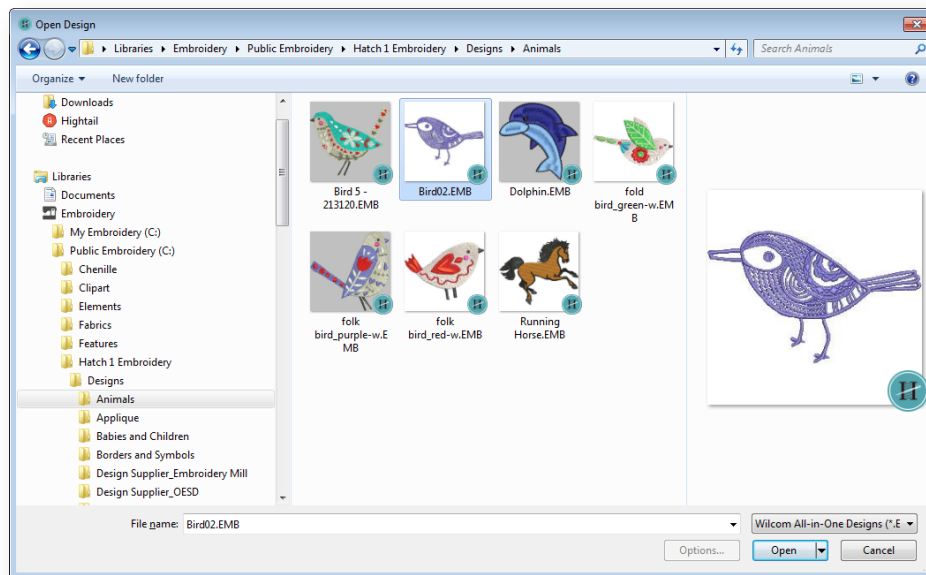 Open Design
Libraries Embroidery Public Embroidery Hatch 1 Embroidery Designs Animals
Search Animals
Organize New folder
Downloads
Hightail
Recent Places
Libraries
Documents
Embroidery
My Embroidery (C:)
Public Embroidery (C:)
Chenille
Clipart
Elements
Fabrics
Features
Hatch 1 Embroidery
Designs
Animals
Applique
Babies and Children
Borders and Symbols
Design Supplier_Embroidery Mill
Design Supplier_OESD
Bird 5 -
213120.EMB
Bird02.EMB
Dolphin.EMB
fold
bird_green-w.EM
B
folk
bird_purple-w.E
MB
folk
bird_red-w.EMB
Running
Horse.EMB
H
File name: Bird02.EMB
Wilcom All-in-One Designs (*.E
Options...
Open
Cancel